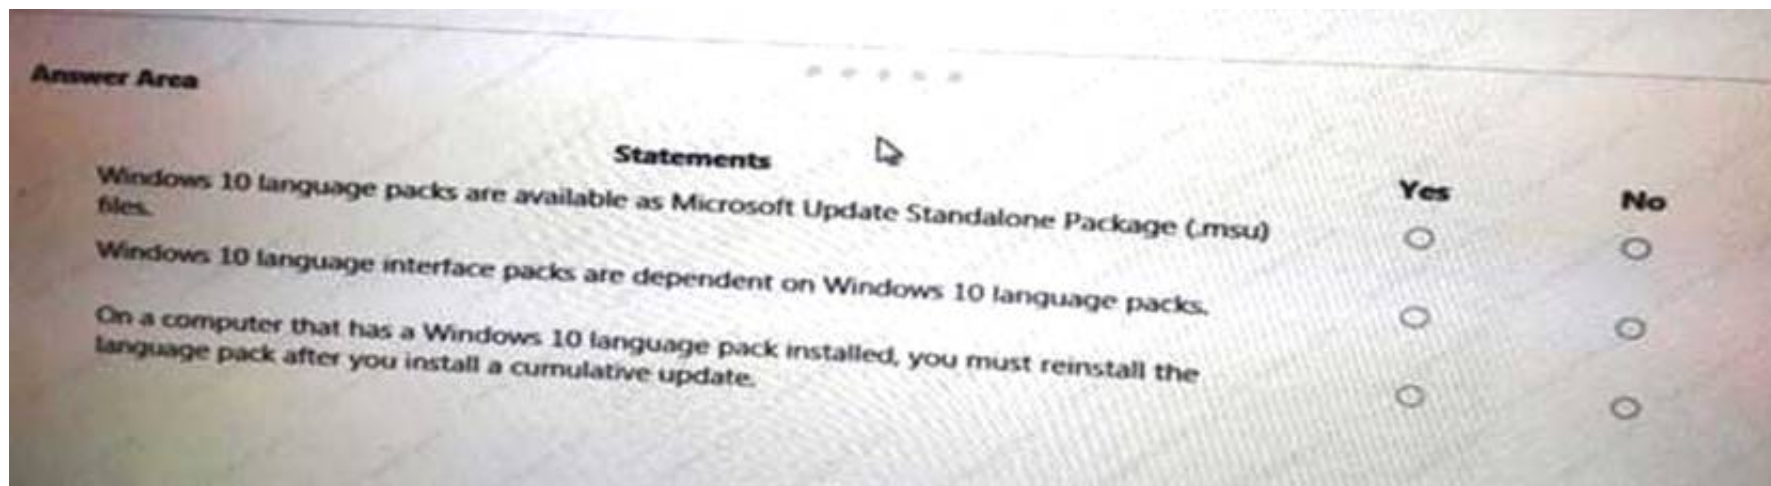 Answer Area
Statements
Yes
No
Windows 10 language packs are available as Microsoft Update Standalone Package (.msu)
files.
Windows 10 language interface packs are dependent on Windows 10 language packs.
On a computer that has a Windows 10 language pack installed, you must reinstall the
language pack after you install a cumulative update.